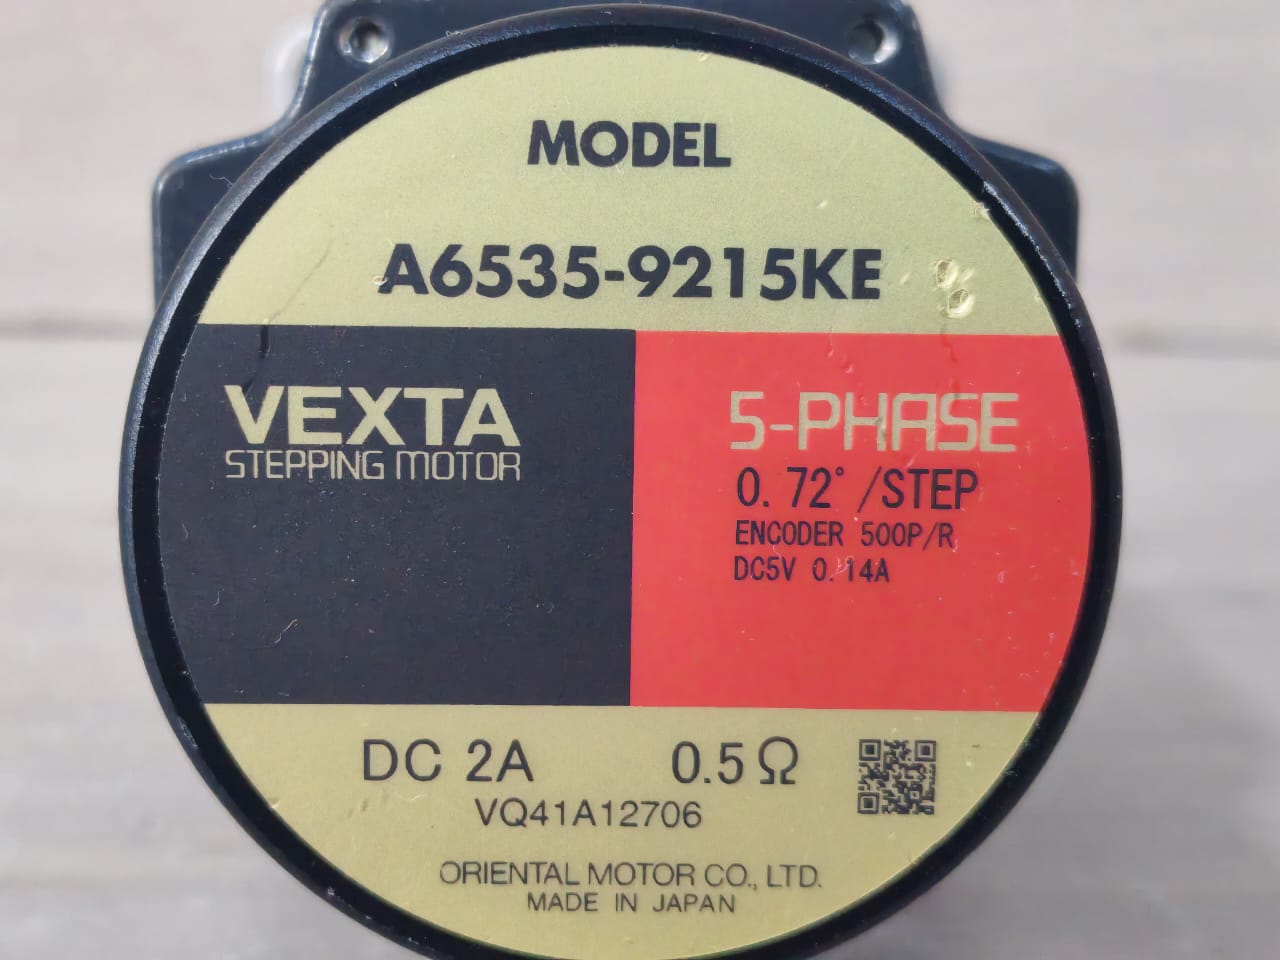 MODEL
A6535-9215KE
VEXTA
STEPPING MOTOR
5-PHASE
0.72° /STEP
ENCODER 500P/R
DC5V 0.14A
DC 2A 0.5Ω
VQ41A12706
ORIENTAL MOTOR CO., LTD.
MADE IN JAPAN